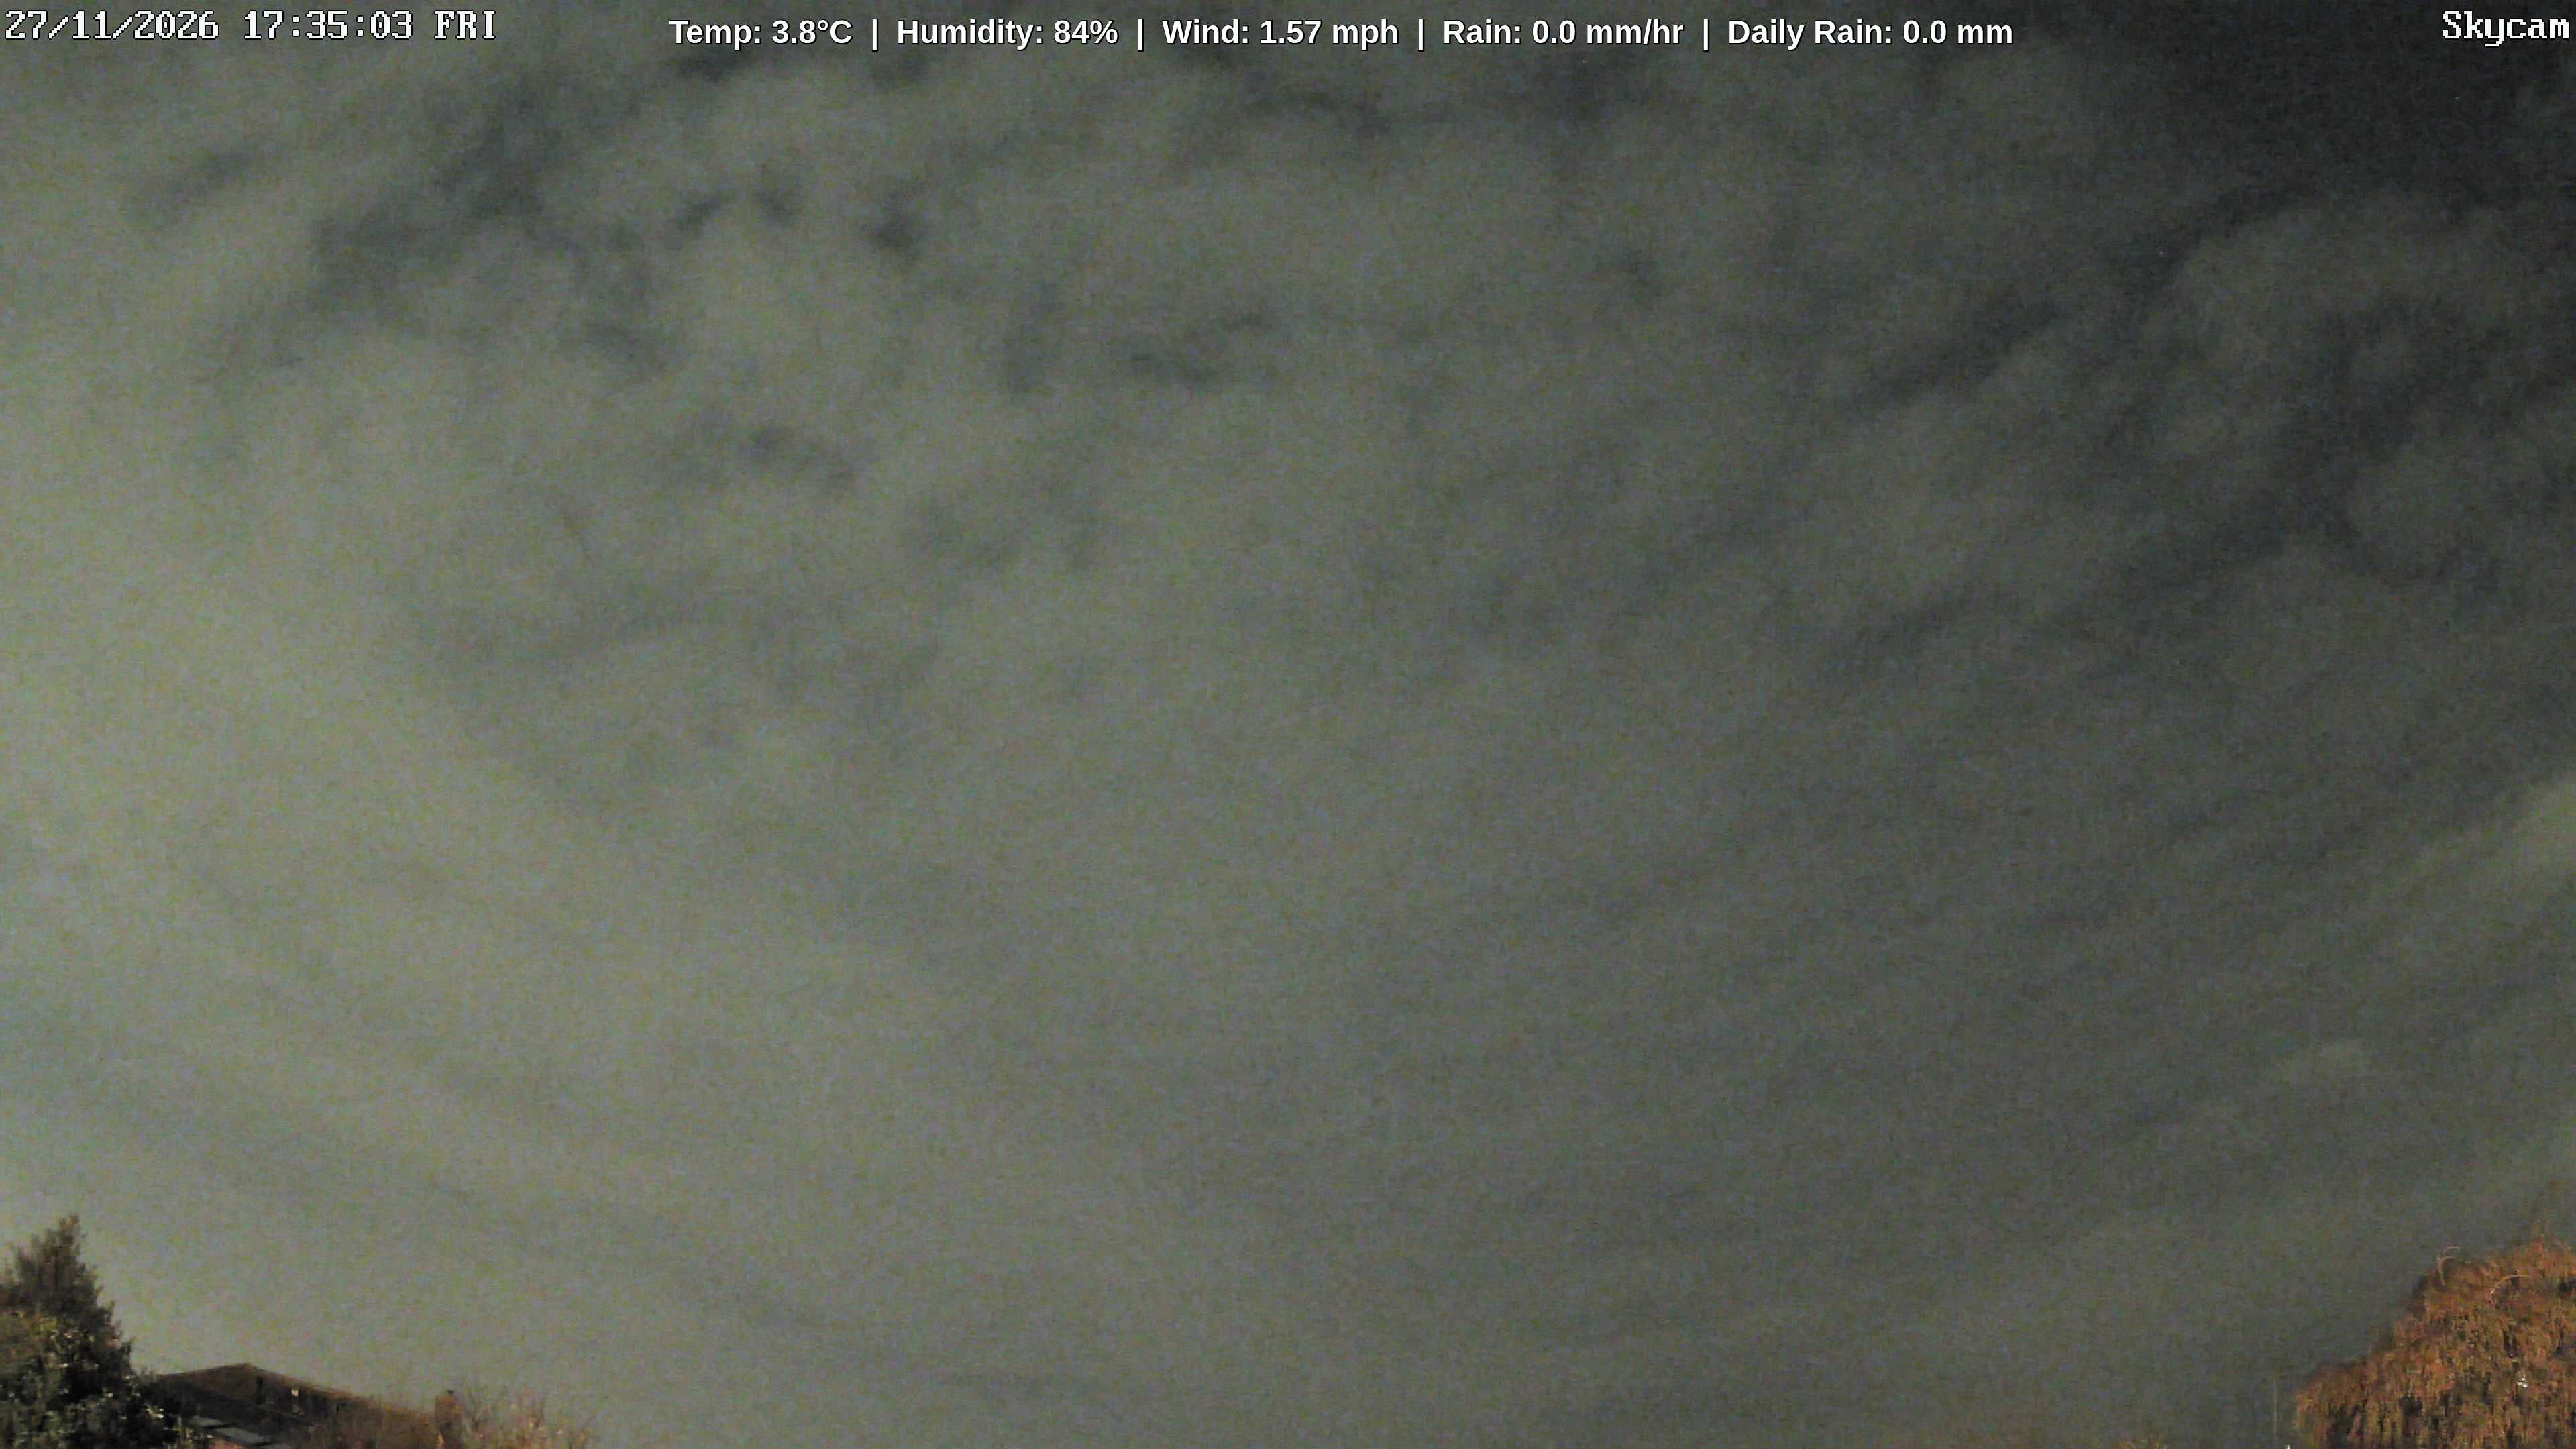 27/11/2026 17:35:03 FRI
Temp: 3.8°C | Humidity: 84% | Wind: 1.57 mph | Rain: 0.0 mm/hr | Daily Rain: 0.0 mm
Skycam